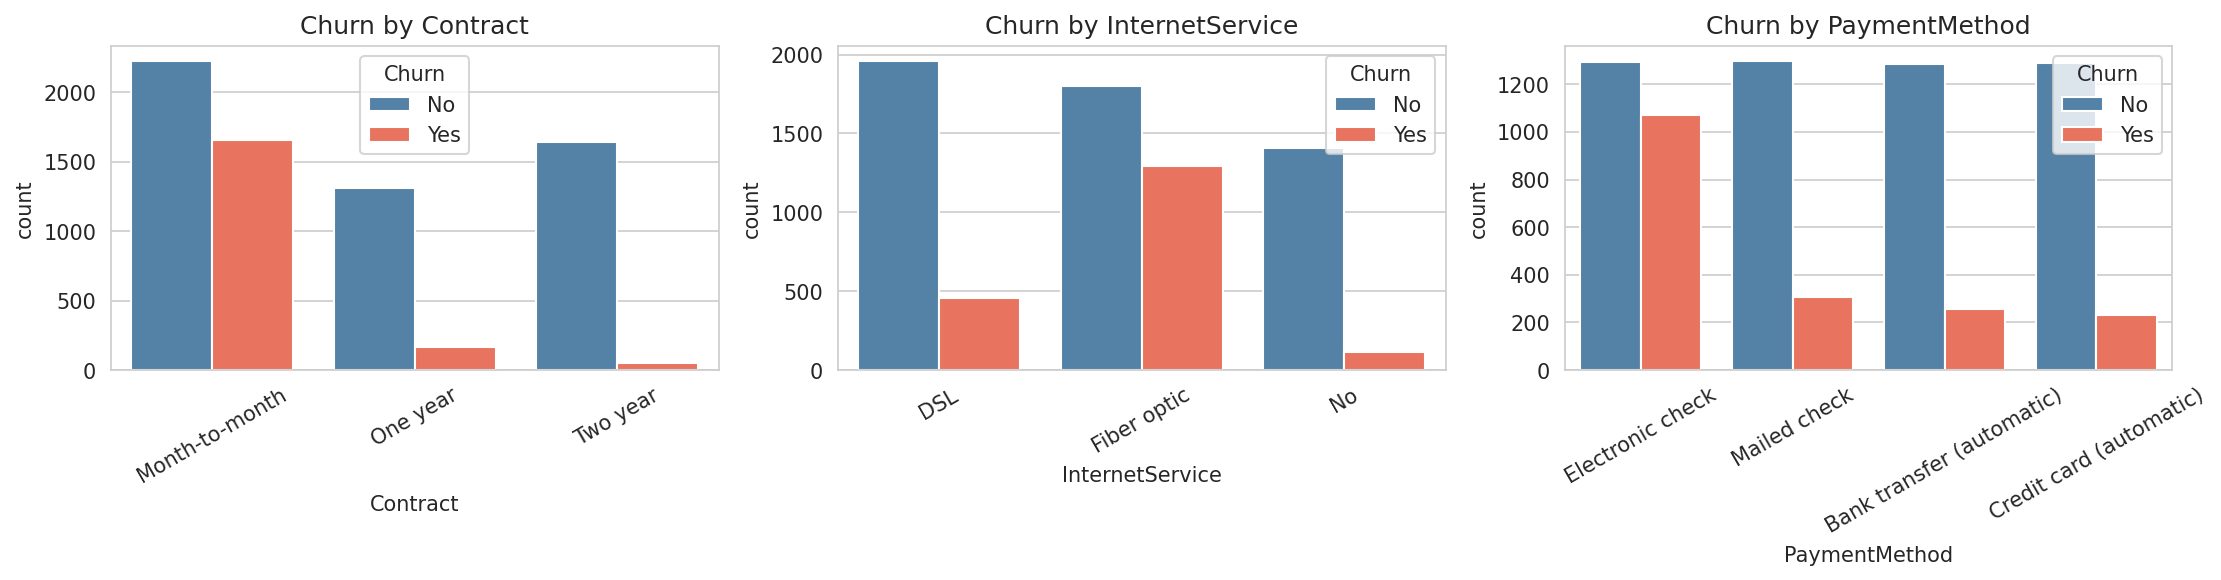 Churn by Contract
Churn
No
Yes
count
2000
1500
1000
500
0
Month-to-month
One year
Two year
Contract
Churn by InternetService
Churn
No
Yes
count
2000
1500
1000
500
0
DSL
Fiber optic
No
InternetService
Churn by PaymentMethod
Churn
No
Yes
count
1200
1000
800
600
400
200
0
Electronic check
Mailed check
Bank transfer (automatic)
Credit card (automatic)
PaymentMethod